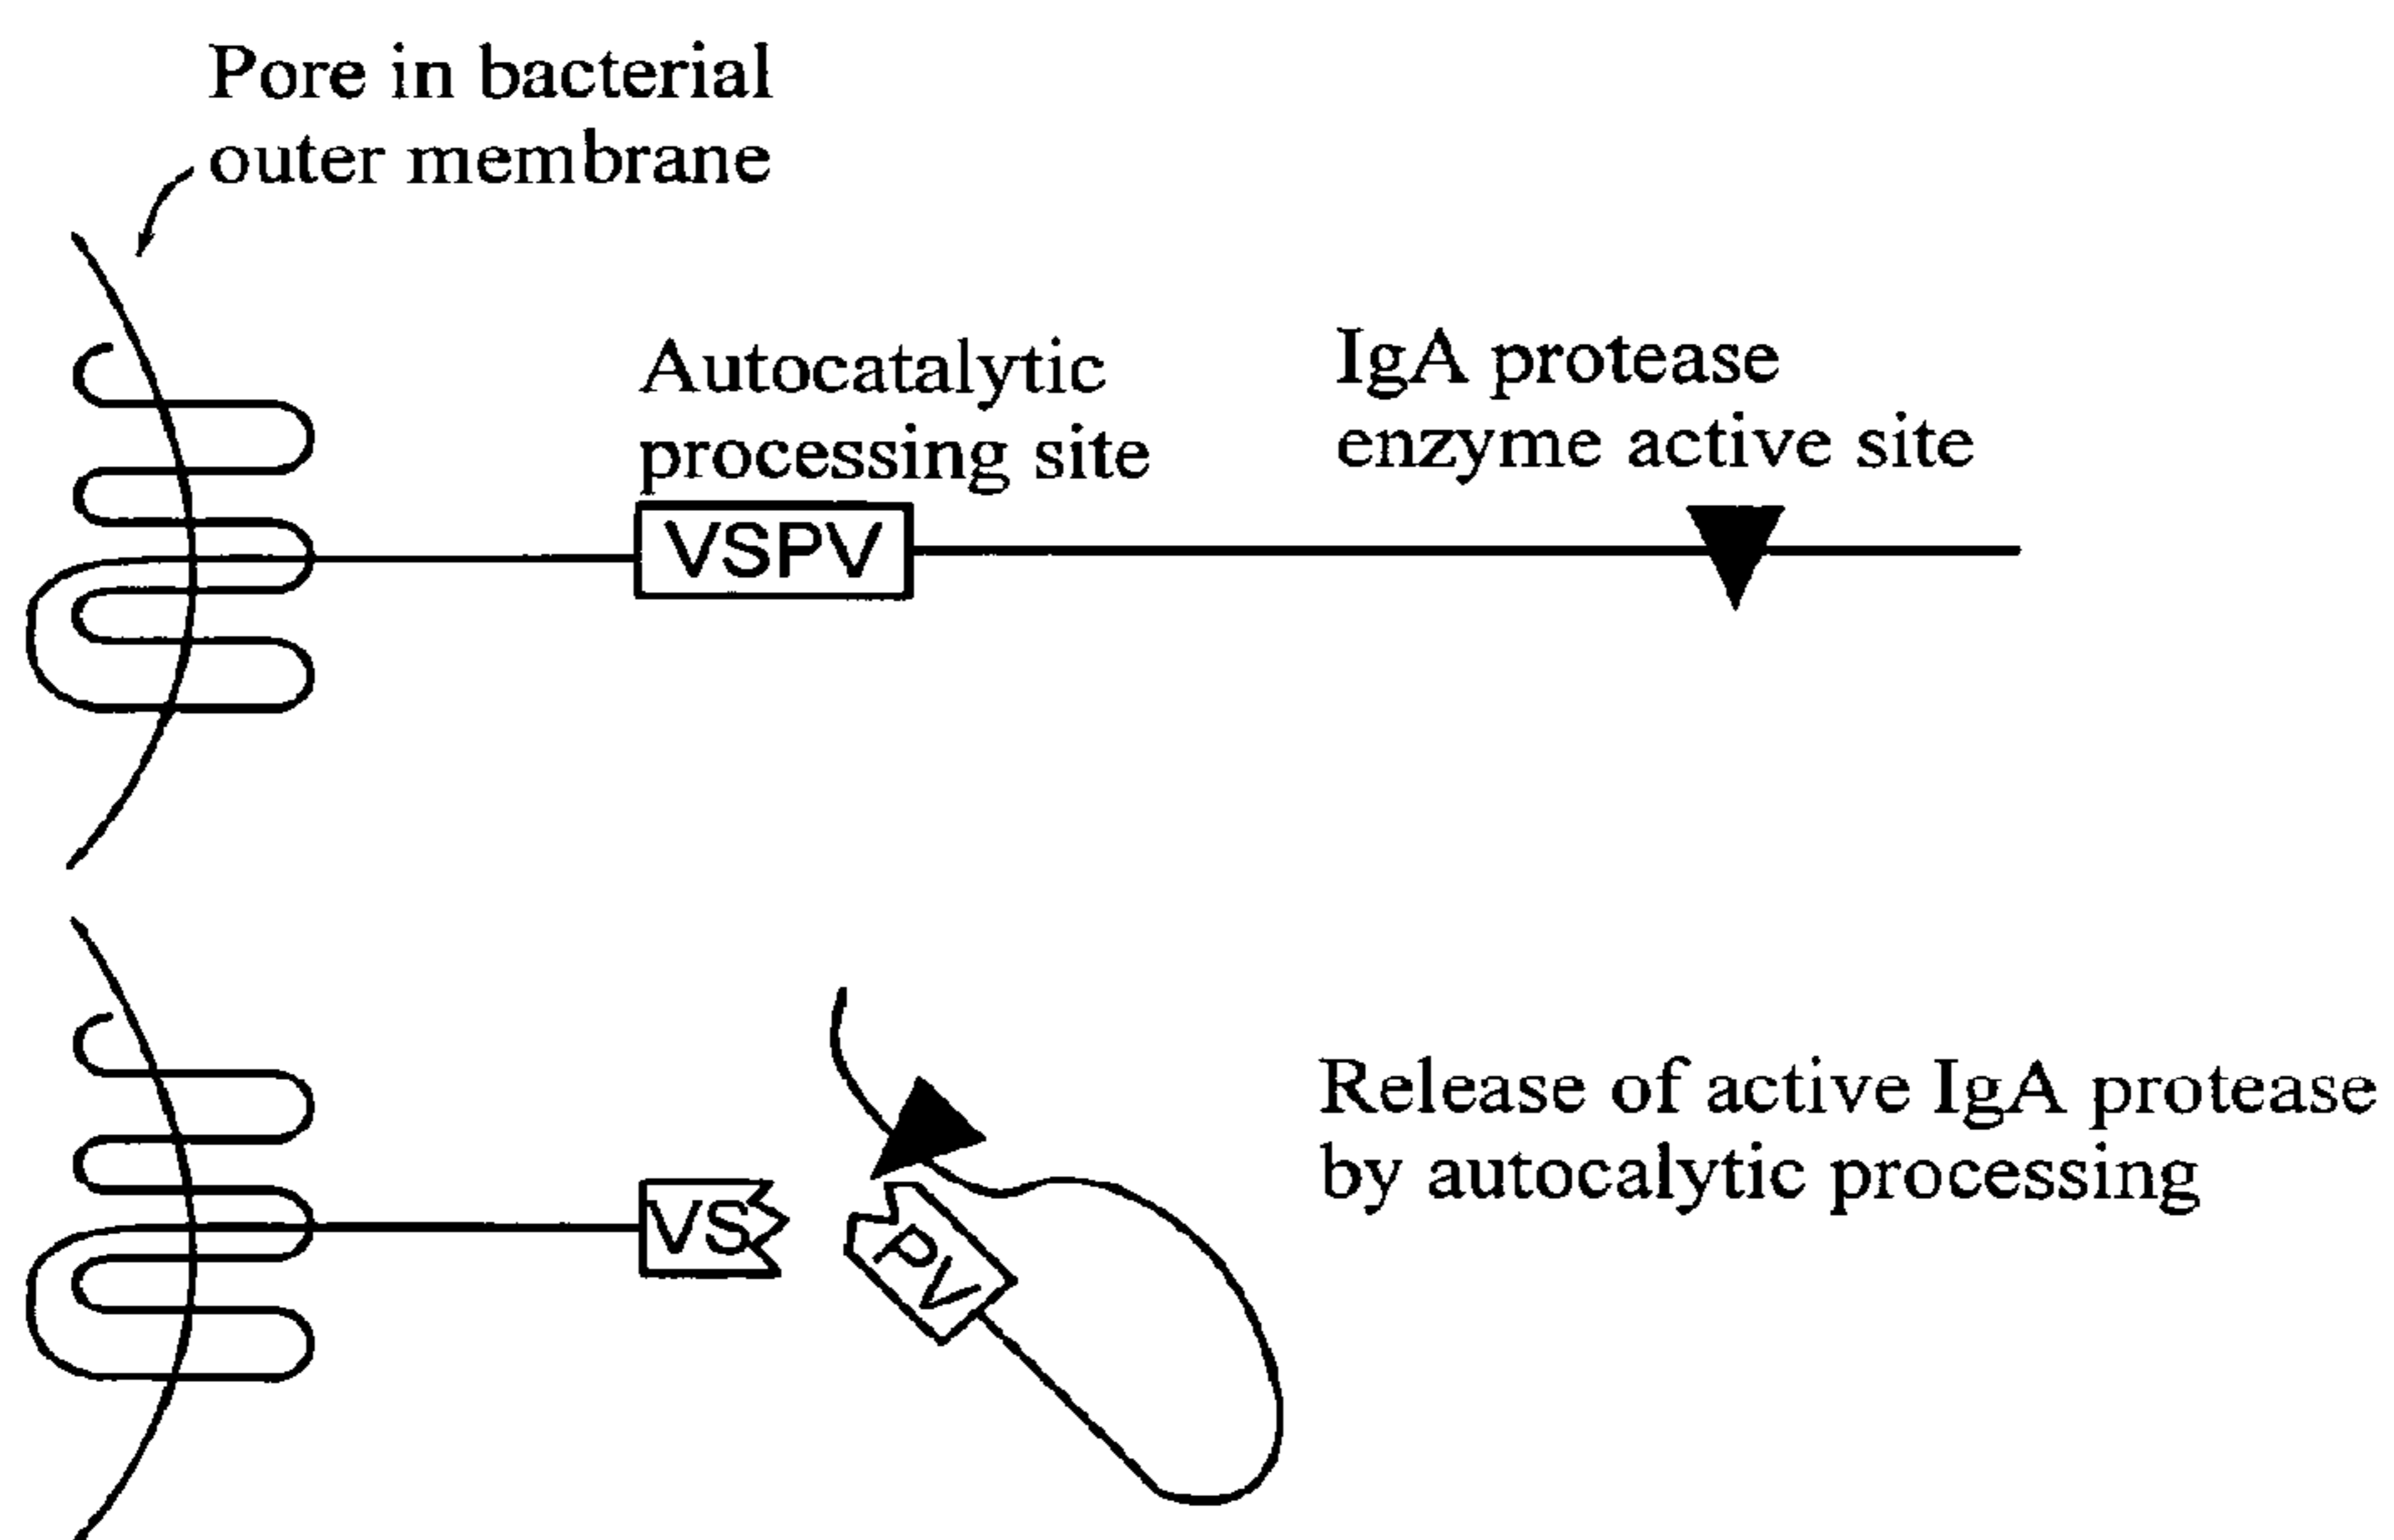 Pore in bacterial
outer membrane
Autocatalytic
processing site
IgA protease
enzyme active site
VSPV
VS
PV
Release of active IgA protease
by autocalytic processing